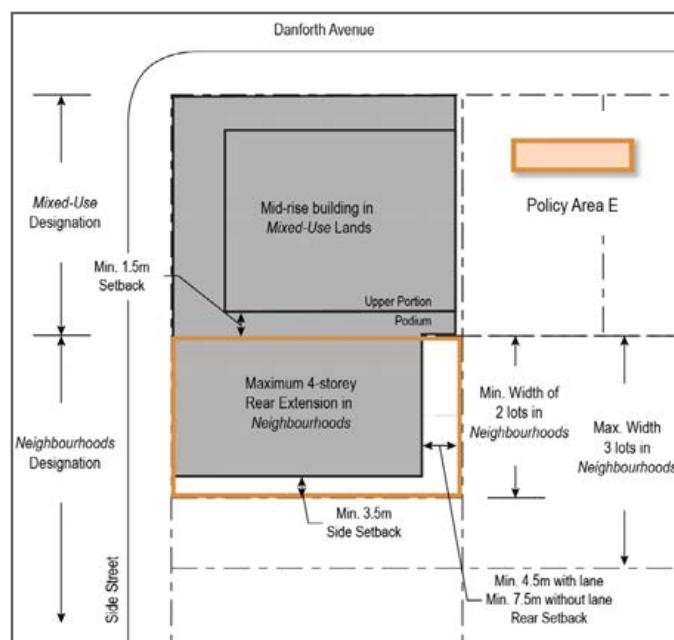 Danforth Avenue
Mixed-Use
Designation
Mid-rise building in
Mixed-Use Lands
Policy Area E
Min. 1.5m
Setback
Upper Portion
Podium
Maximum 4-storey
Rear Extension in
Neighbourhoods
Min. Width of
2 lots in
Neighbourhoods
Max. Width
3 lots in
Neighbourhoods
Neighbourhoods
Designation
Min. 3.5m
Side Setback
Min. 4.5m with lane
Min. 7.5m without lane
Rear Setback
Side Street